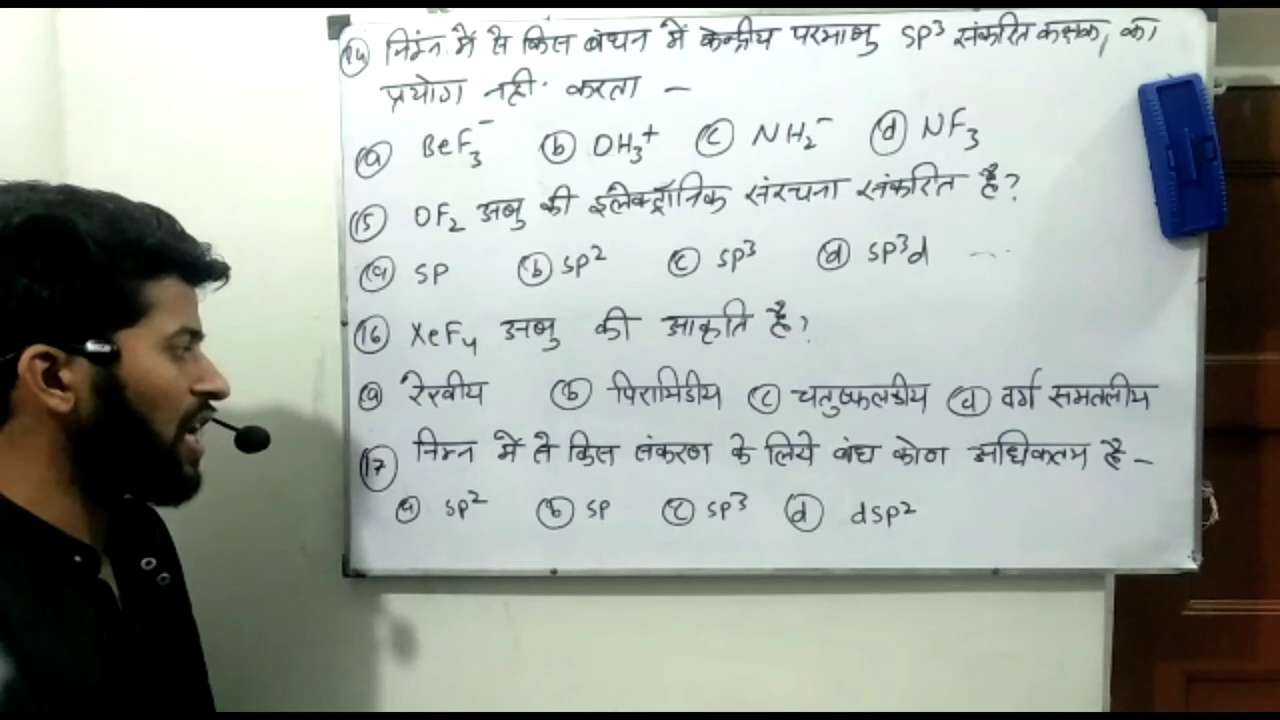 14 निम्न में से किस बंधन में केन्द्रीय परमाणु SP³ संकरित कक्षक, का
प्रयोग नही करता –
(a) BeF₃⁻ (b) OH₃⁺ (c) NH₂⁻ (d) NF₃
15 OF₂ अणु की इलेक्ट्रॉनिक संरचना संकरित है?
(a) SP (b) SP² (c) SP³ (d) SP³d
16 XeF₄ अणु की आकृति है?
(a) रेखीय (b) पिरामिडीय (c) चतुष्फलकीय (d) वर्ग समतलीय
17 निम्न में से किस संकरण के लिये बंध कोण अधिकतम है –
(a) SP² (b) SP (c) SP³ (d) dSP²